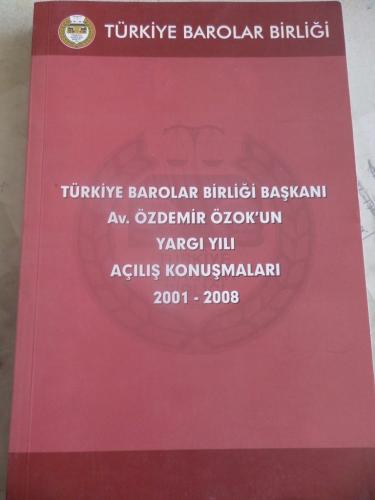 TÜRKİYE BAROLAR BİRLİĞİ
TÜRKİYE BAROLAR BİRLİĞİ BAŞKANI
Av. ÖZDEMİR ÖZOK'UN
YARGI YILI
AÇILIŞ KONUŞMALARI
2001 - 2008